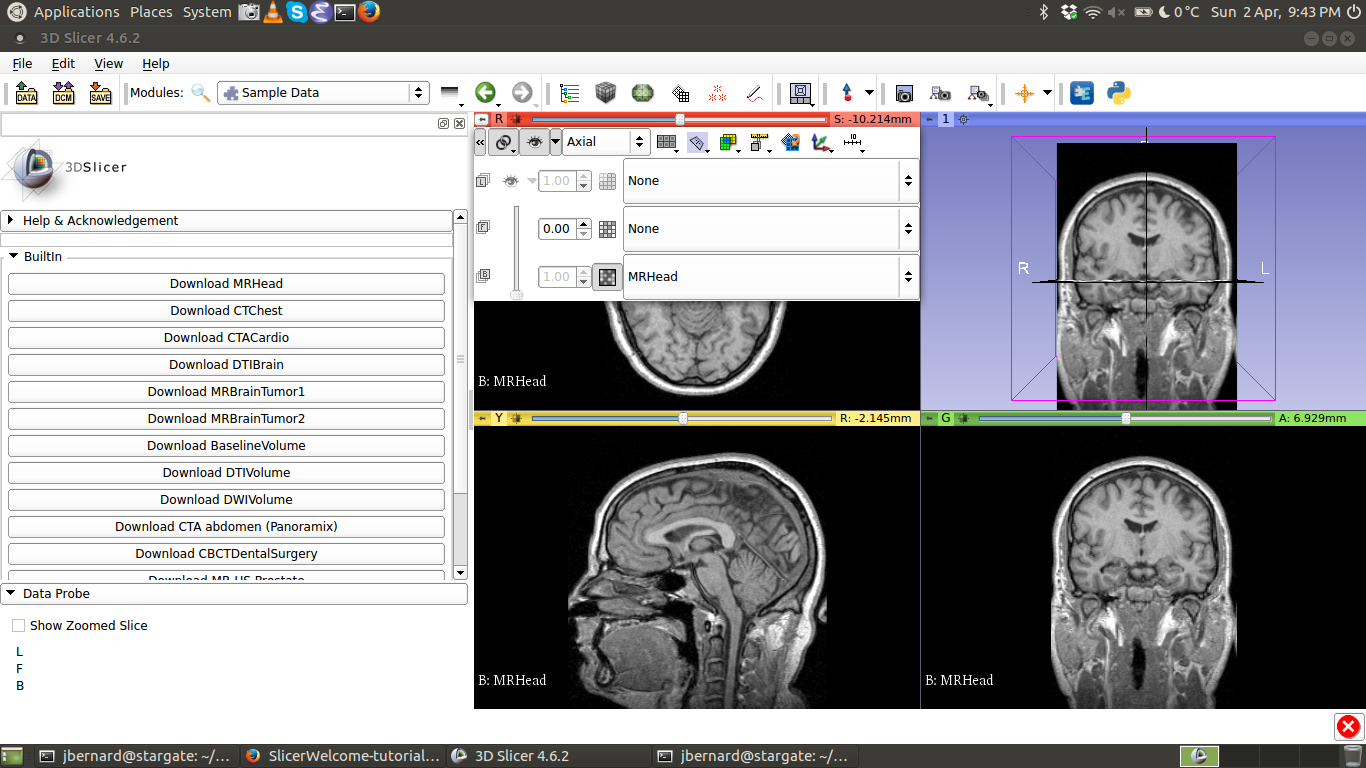 Applications Places System 0 °C Sun 2 Apr, 9:43 PM
3D Slicer 4.6.2
File Edit View Help
DATA DCM SAVE Modules: Sample Data
R S: -10.214mm
1
3DSlicer
Axial
L 1.00 None
F 0.00 None
B 1.00 MRHead
Help & Acknowledgement
BuiltIn
Download MRHead
Download CTChest
Download CTACardio
Download DTIBrain
Download MRBrainTumor1
Download MRBrainTumor2
Download BaselineVolume
Download DTIVolume
Download DWIVolume
Download CTA abdomen (Panoramix)
Download CBCTDentalSurgery
Download MR-US Prostate
Data Probe
Show Zoomed Slice
L
F
B
B: MRHead
R L
Y R: -2.145mm
G A: 6.929mm
B: MRHead
B: MRHead
jbernard@stargate: ~/... SlicerWelcome-tutorial... 3D Slicer 4.6.2 jbernard@stargate: ~/...